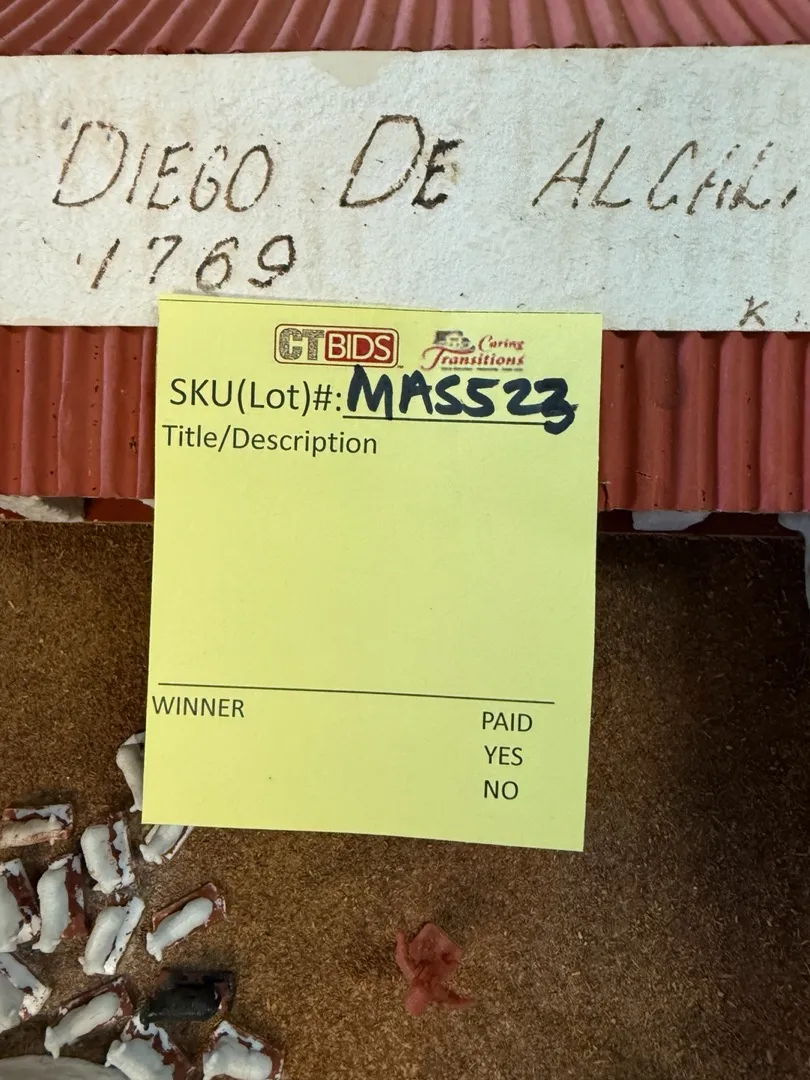 DIEGO DE ALCAL
1769
K
CTBIDS
Caring Transitions
SKU(Lot)#: MAS523
Title/Description
WINNER
PAID
YES
NO